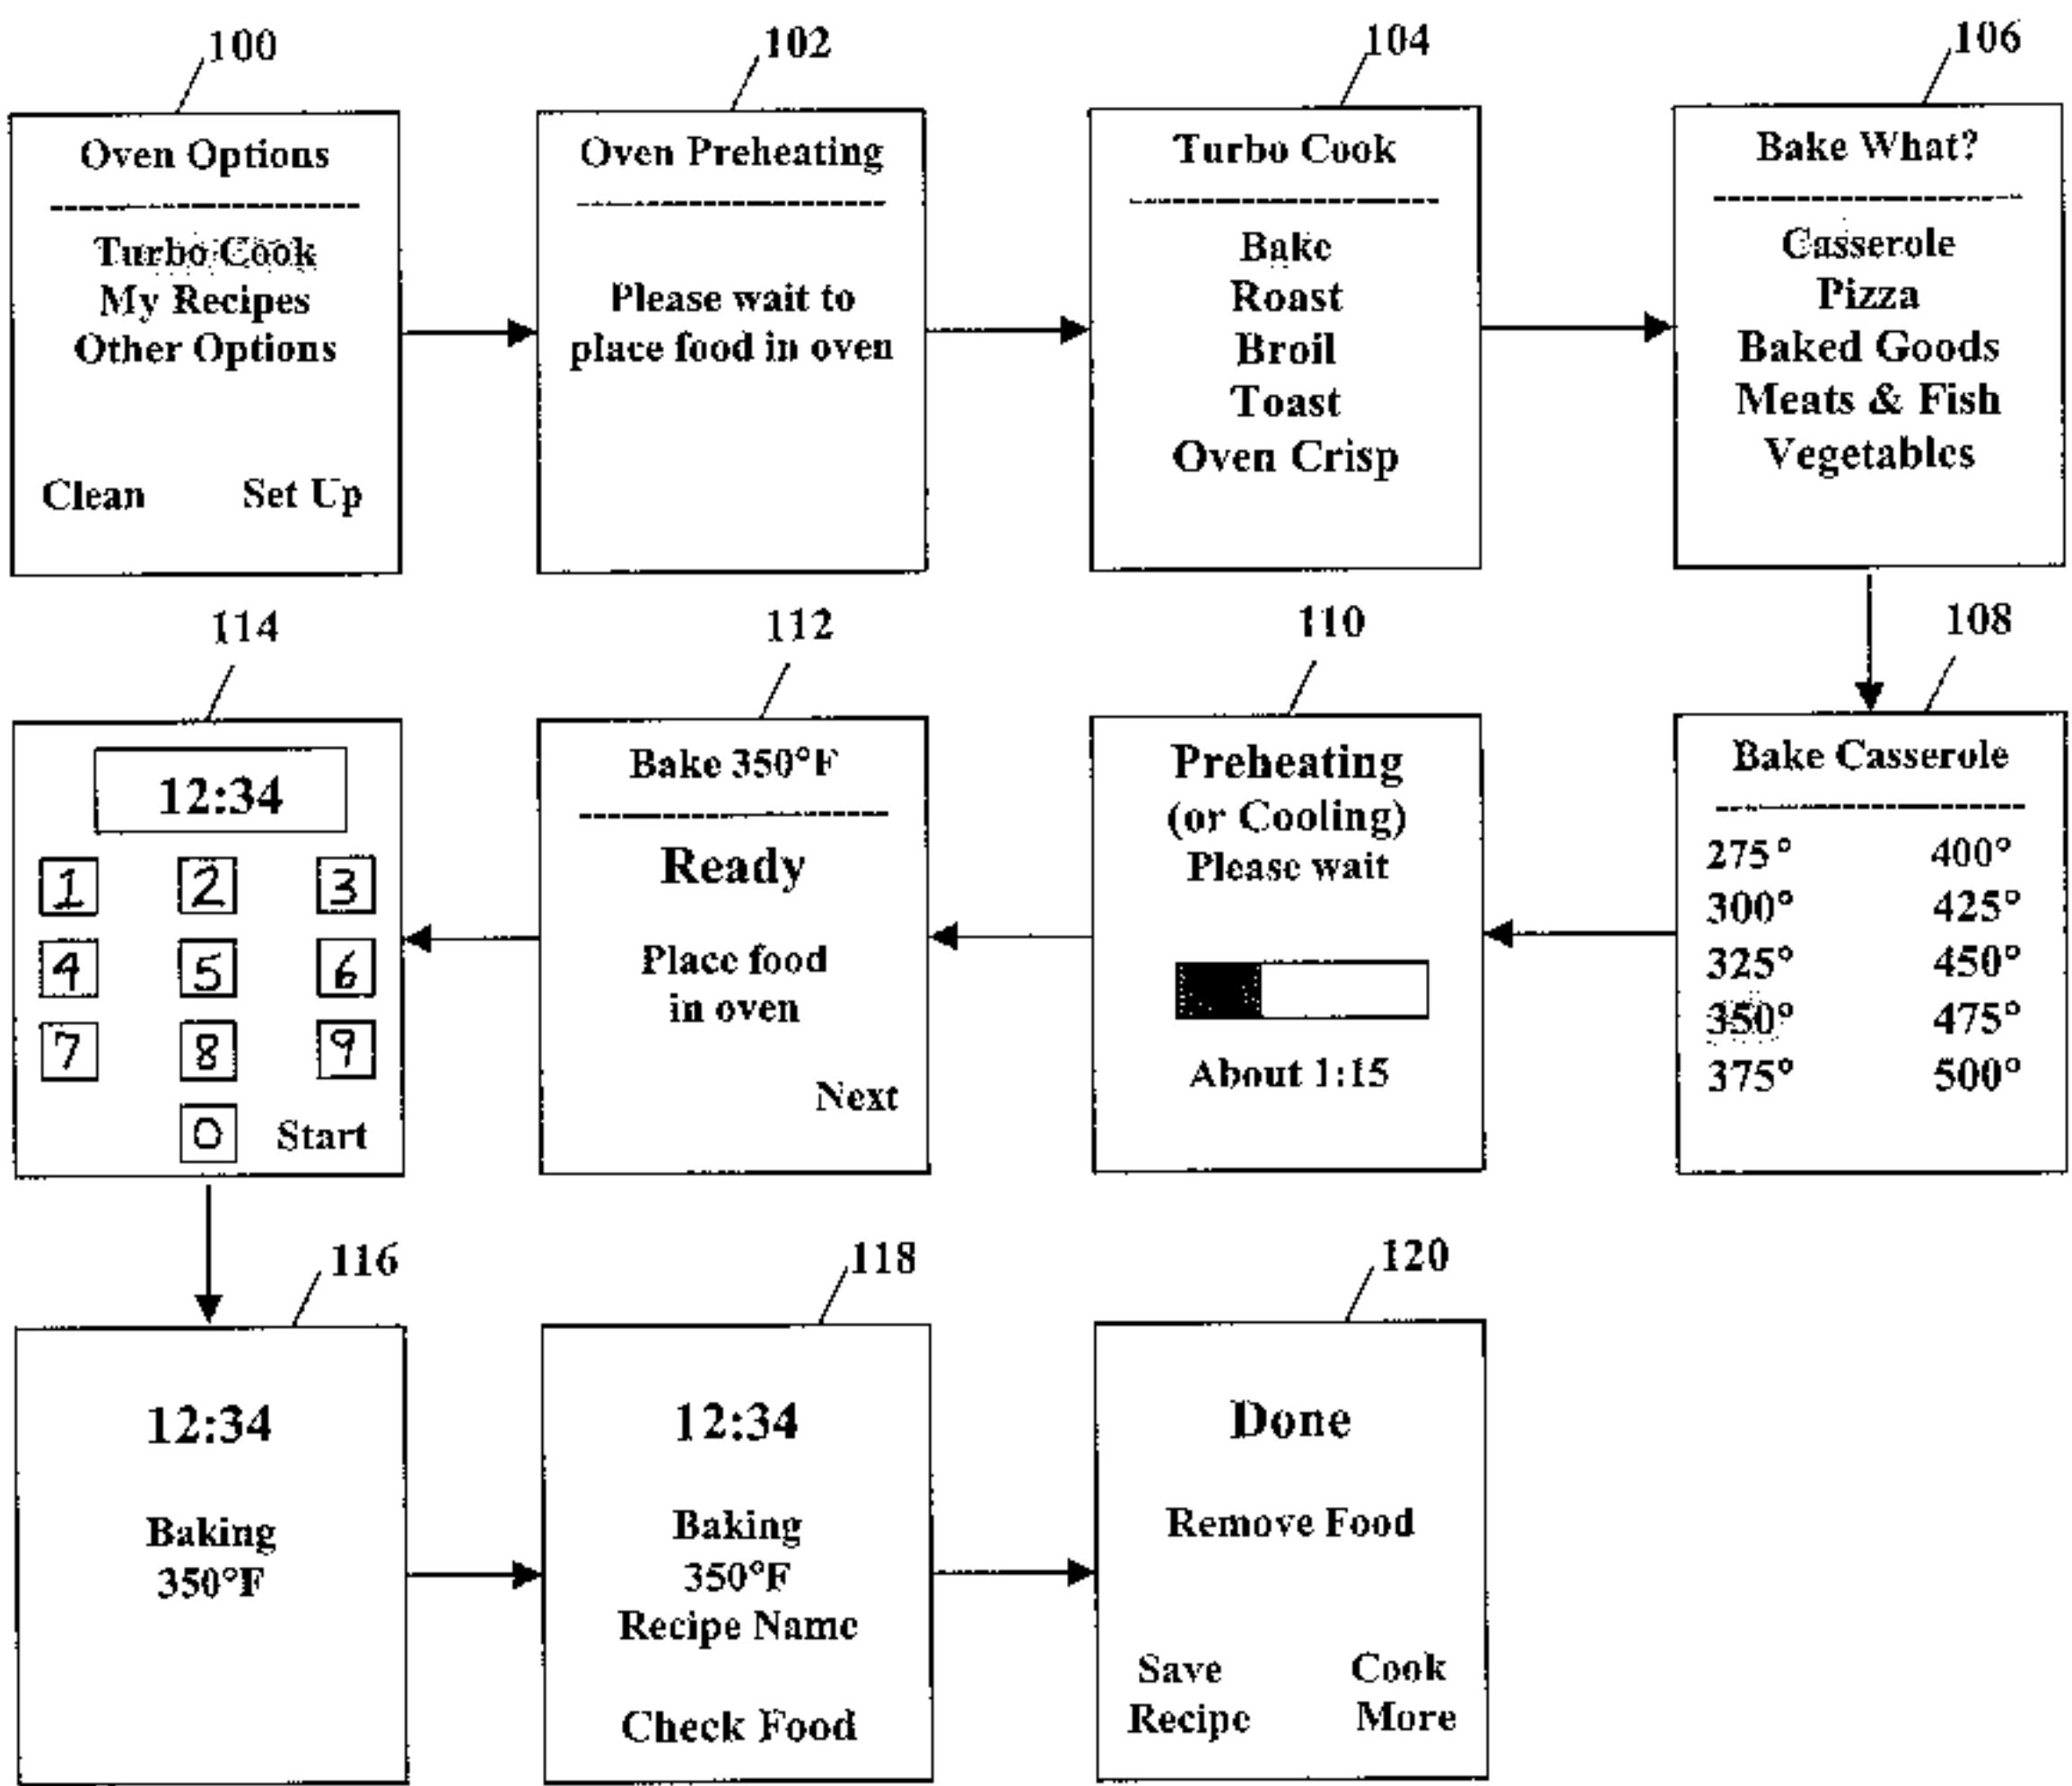 100
Oven Options
Turbo Cook
My Recipes
Other Options
Clean Set Up
102
Oven Preheating
Please wait to
place food in oven
104
Turbo Cook
Bake
Roast
Broil
Toast
Oven Crisp
106
Bake What?
Casserole
Pizza
Baked Goods
Meats & Fish
Vegetables
108
Bake Casserole
275° 400°
300° 425°
325° 450°
350° 475°
375° 500°
110
Preheating
(or Cooling)
Please wait
About 1:15
112
Bake 350°F
Ready
Place food
in oven
Next
114
12:34
1 2 3
4 5 6
7 8 9
0 Start
116
12:34
Baking
350°F
118
12:34
Baking
350°F
Recipe Name
Check Food
120
Done
Remove Food
Save Cook
Recipe More